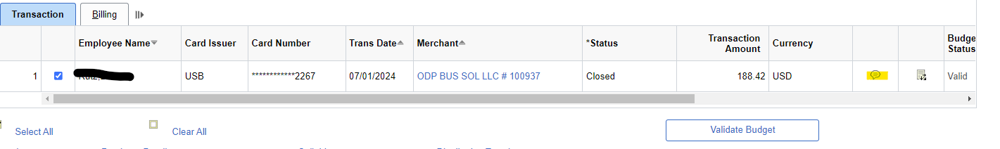 Transaction Billing
Employee Name Card Issuer Card Number Trans Date Merchant *Status Transaction Amount Currency Budge Status
1 USB ************2267 07/01/2024 ODP BUS SOL LLC # 100937 Closed 188.42 USD Valid
Select All Clear All Validate Budget